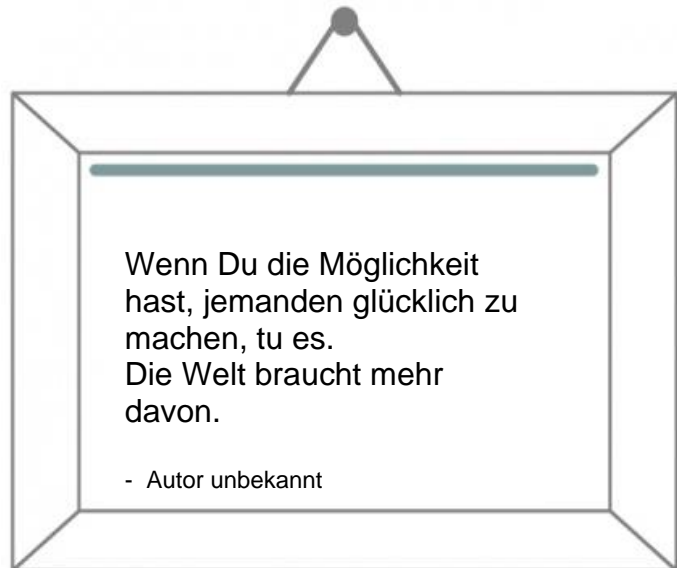 Wenn Du die Möglichkeit
hast, jemanden glücklich zu
machen, tu es.
Die Welt braucht mehr
davon.
- Autor unbekannt